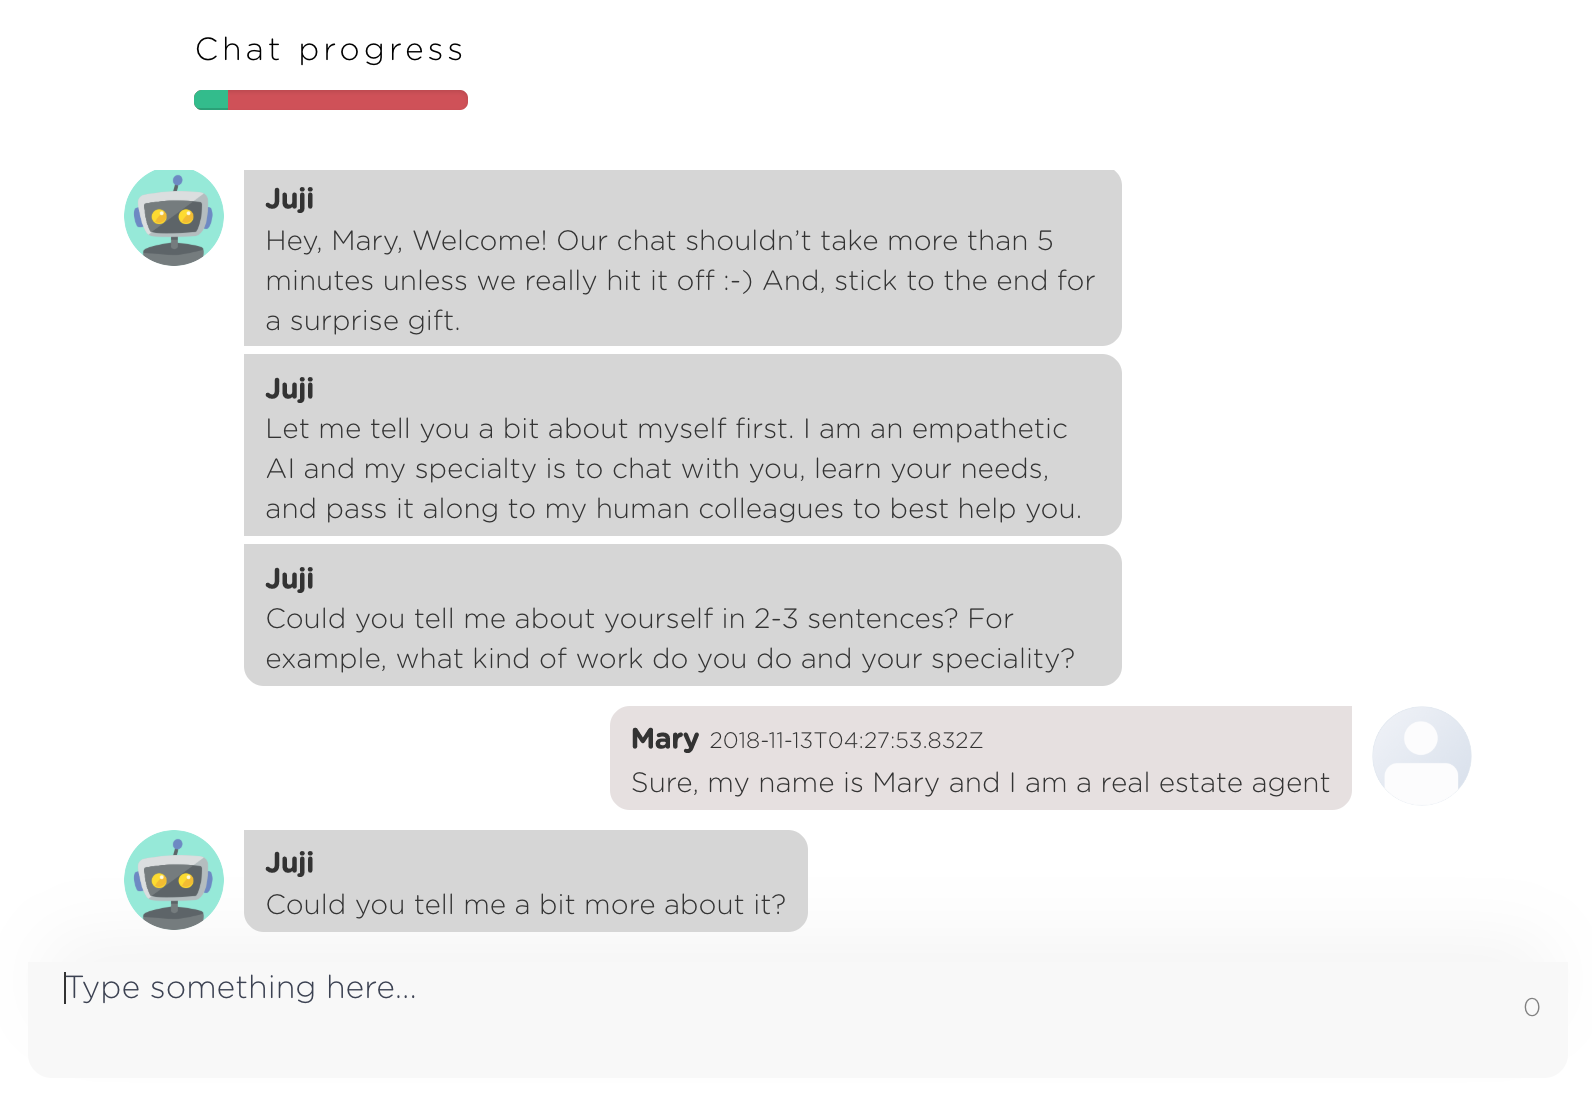 Chat progress
Juji
Hey, Mary, Welcome! Our chat shouldn’t take more than 5
minutes unless we really hit it off :-) And, stick to the end for
a surprise gift.
Juji
Let me tell you a bit about myself first. I am an empathetic
AI and my specialty is to chat with you, learn your needs,
and pass it along to my human colleagues to best help you.
Juji
Could you tell me about yourself in 2-3 sentences? For
example, what kind of work do you do and your speciality?
Mary 2018-11-13T04:27:53.832Z
Sure, my name is Mary and I am a real estate agent
Juji
Could you tell me a bit more about it?
Type something here...
0